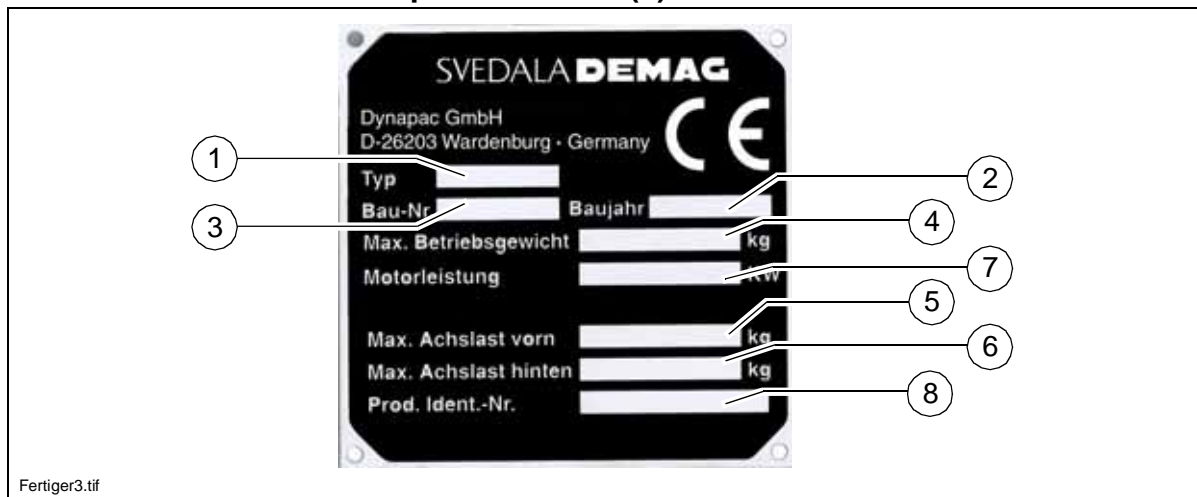 SVEDALA DEMAG
Dynapac GmbH
D-26203 Wardenburg · Germany
CE
1
Typ
2
3
Bau-Nr
Baujahr
4
Max. Betriebsgewicht kg
7
Motorleistung KW
5
Max. Achslast vorn kg
6
Max. Achslast hinten kg
8
Prod. Ident.-Nr.
Fertiger3.tif